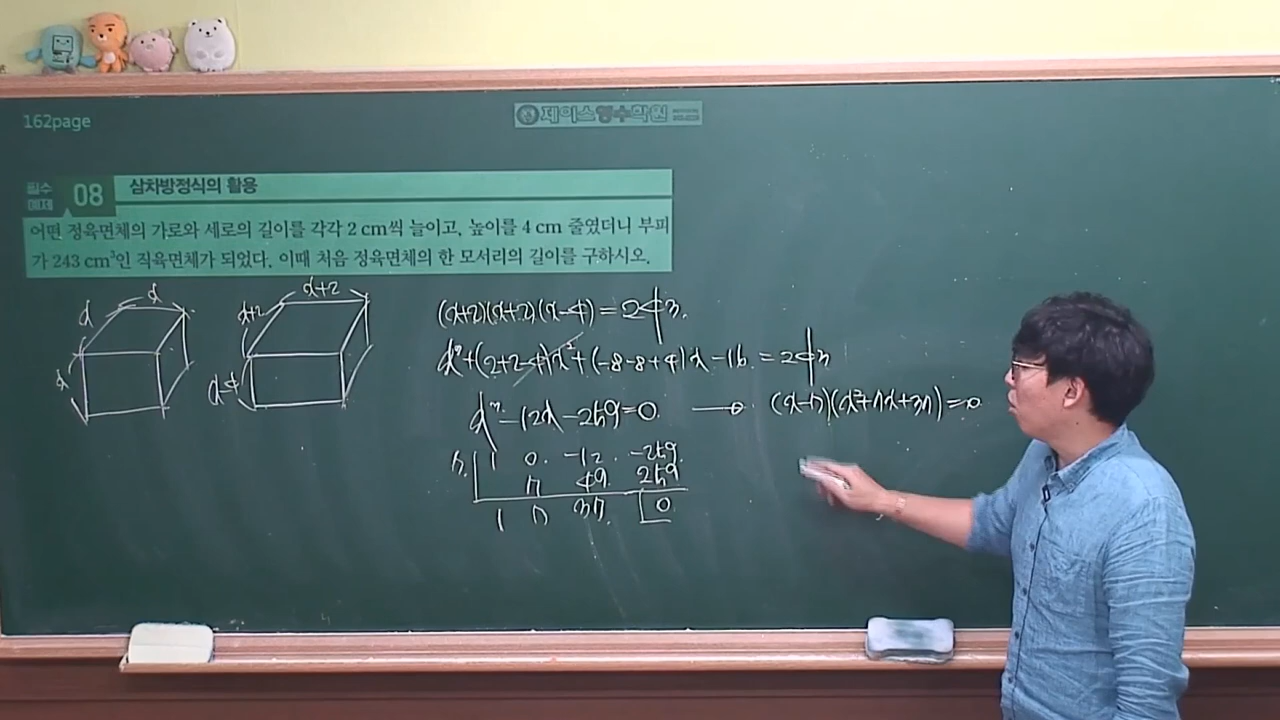 162page
제이스영수학원
필수
예제
08
삼차방정식의 활용
어떤 정육면체의 가로와 세로의 길이를 각각 2 cm씩 늘이고, 높이를 4 cm 줄였더니 부피
가 243 cm³인 직육면체가 되었다. 이때 처음 정육면체의 한 모서리의 길이를 구하시오.
x
x
x
x+2
x+2
x-4
(x+2)(x+2)(x-4)=243.
x³+(2+2-4)x²+(-8-8+4)x-16=243
x³-12x-259=0 → (x-7)(x²+7x+37)=0
7 1 0 -12 -259
7 49 259
1 7 37 0